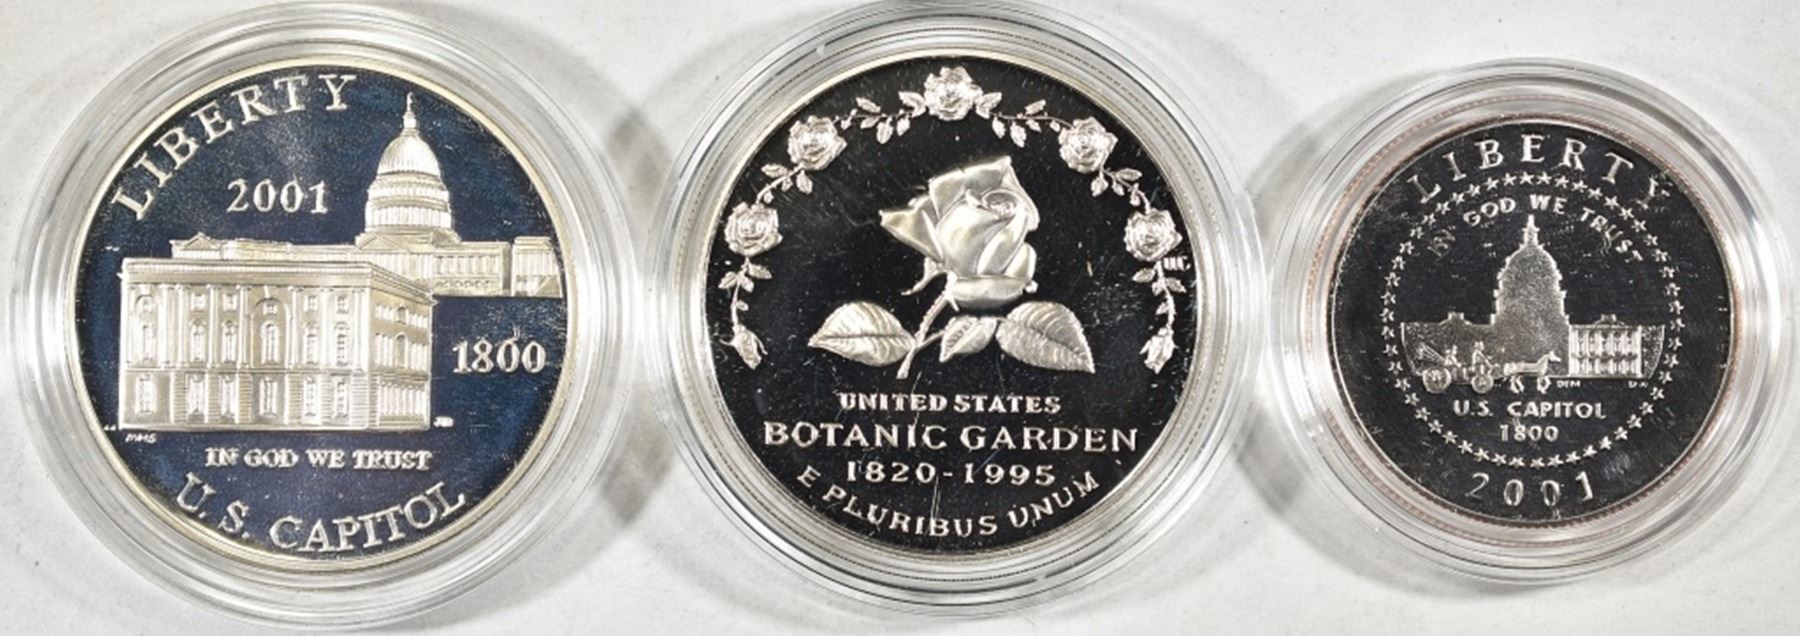 LIBERTY
2001
1800
MMS
IN GOD WE TRUST
U.S. CAPITOL
UNITED STATES
BOTANIC GARDEN
1820-1995
E PLURIBUS UNUM
LIBERTY
IN GOD WE TRUST
U.S. CAPITOL
1800
2001